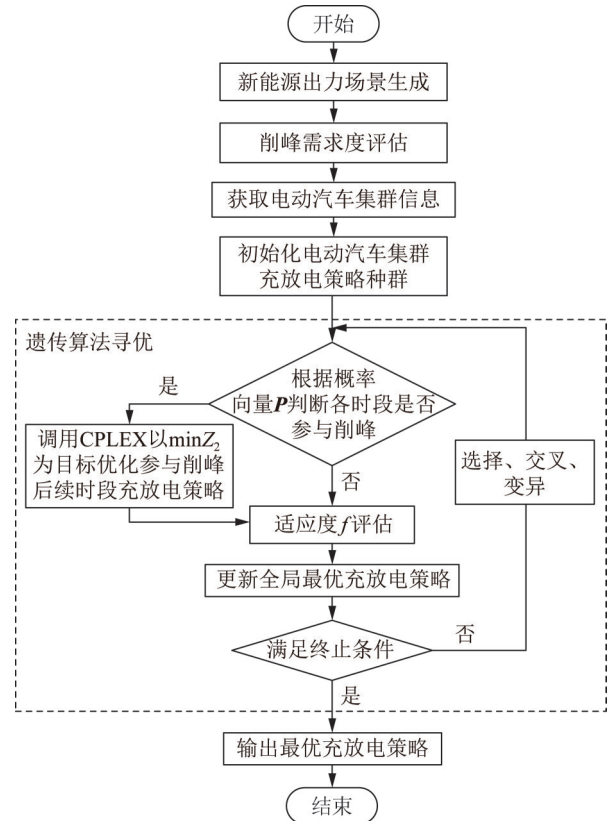 开始
新能源出力场景生成
削峰需求度评估
获取电动汽车集群信息
初始化电动汽车集群
充放电策略种群
遗传算法寻优
根据概率
向量P判断各时段是否
参与削峰
是
调用CPLEX以minZ₂
为目标优化参与削峰
后续时段充放电策略
否
选择、交叉、
变异
适应度f评估
更新全局最优充放电策略
满足终止条件
否
是
输出最优充放电策略
结束